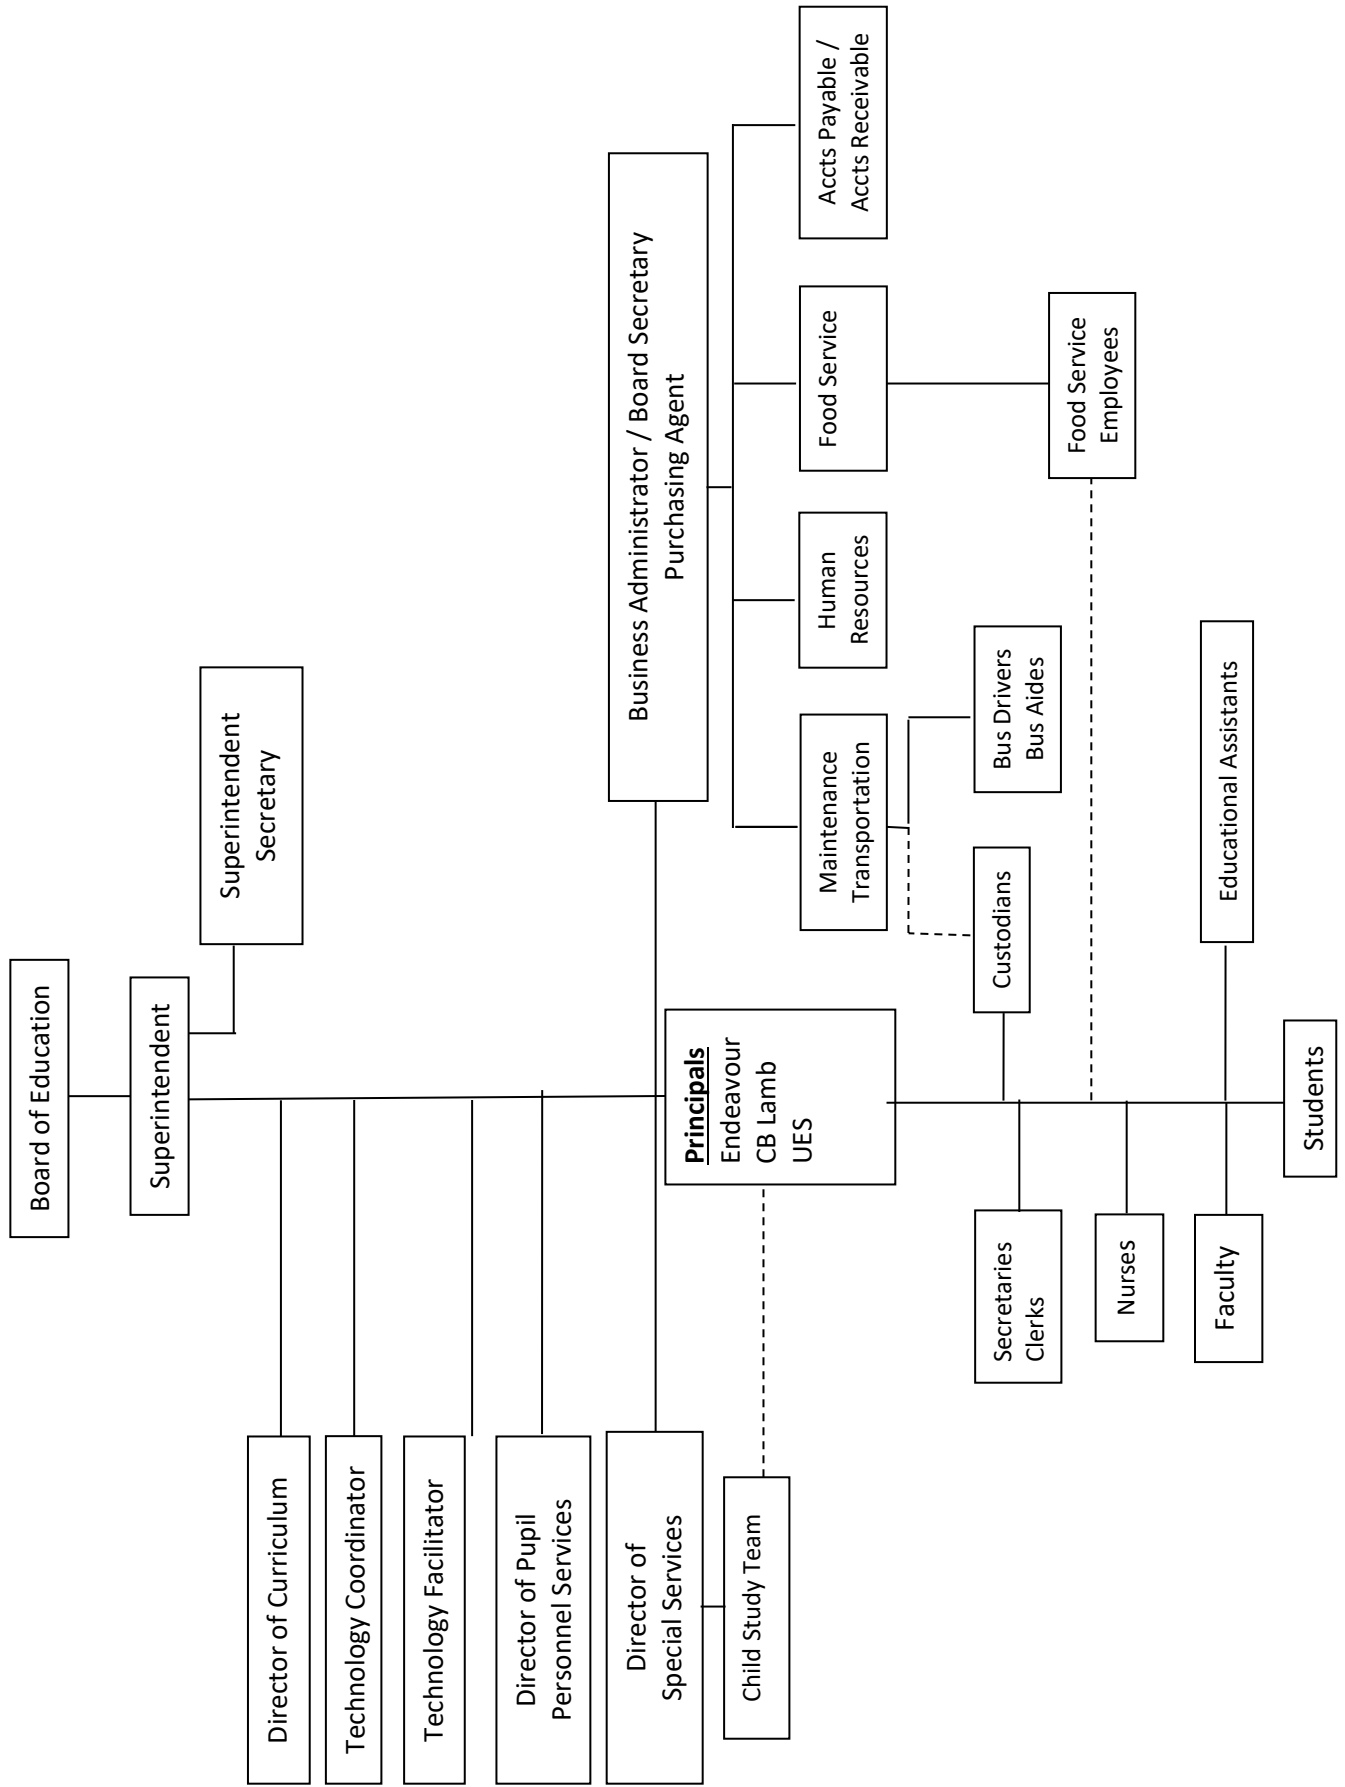 Board of Education
Superintendent
Superintendent
Secretary
Director of Curriculum
Technology Coordinator
Technology Facilitator
Director of Pupil
Personnel Services
Director of
Special Services
Child Study Team
Business Administrator / Board Secretary
Purchasing Agent
Principals
Endeavour
CB Lamb
UES
Maintenance
Transportation
Human
Resources
Food Service
Accts Payable /
Accts Receivable
Secretaries
Clerks
Custodians
Bus Drivers
Bus Aides
Food Service
Employees
Nurses
Faculty
Educational Assistants
Students